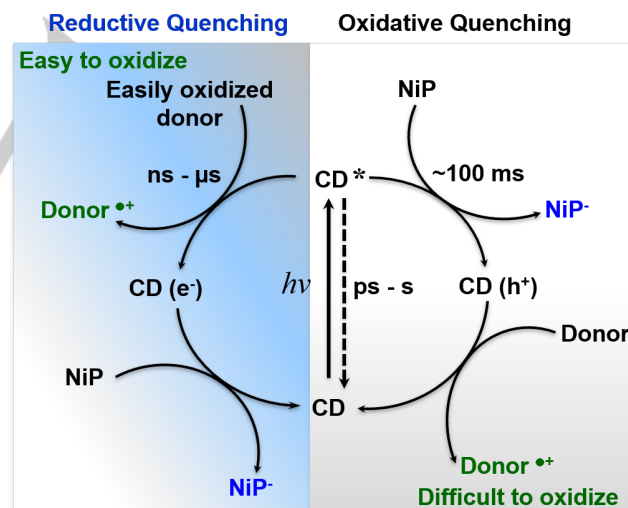 Reductive Quenching
Oxidative Quenching
Easy to oxidize
Easily oxidized
donor
NiP
ns - µs
CD*
~100 ms
Donor •+
NiP-
CD (e-)
hν
ps - s
CD (h+)
Donor
NiP
CD
Donor •+
NiP-
Difficult to oxidize